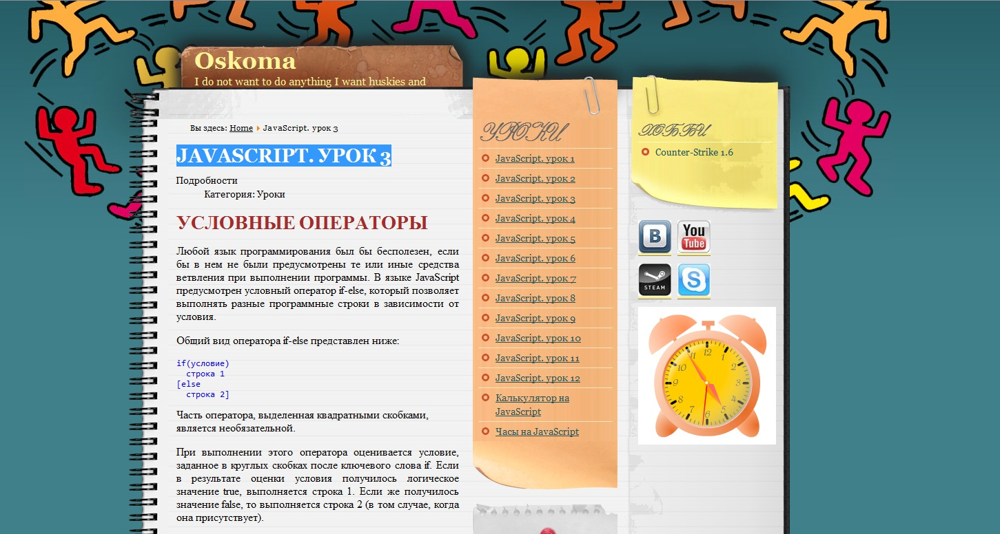 Oskoma
I do not want to do anything I want huskies and
Вы здесь: Home JavaScript. урок 3
JAVASCRIPT. УРОК 3
Подробности
Категория: Уроки
УСЛОВНЫЕ ОПЕРАТОРЫ
Любой язык программирования был бы бесполезен, если
бы в нем не были предусмотрены те или иные средства
ветвления при выполнении программы. В языке JavaScript
предусмотрен условный оператор if-else, который позволяет
выполнять разные программные строки в зависимости от
условия.
Общий вид оператора if-else представлен ниже:
if(условие)
строка 1
[else
строка 2]
Часть оператора, выделенная квадратными скобками,
является необязательной.
При выполнении этого оператора оценивается условие,
заданное в круглых скобках после ключевого слова if. Если
в результате оценки условия получилось логическое
значение true, выполняется строка 1. Если же получилось
значение false, то выполняется строка 2 (в том случае, когда
она присутствует).
УРОКИ
JavaScript. урок 1
JavaScript. урок 2
JavaScript. урок 3
JavaScript. урок 4
JavaScript. урок 5
JavaScript. урок 6
JavaScript. урок 7
JavaScript. урок 8
JavaScript. урок 9
JavaScript. урок 10
JavaScript. урок 11
JavaScript. урок 12
Калькулятор на
JavaScript
Часы на JavaScript
ХОББИ
Counter-Strike 1.6
B
You
Tube
STEAM
S
12
1
2
3
4
5
6
7
8
9
10
11